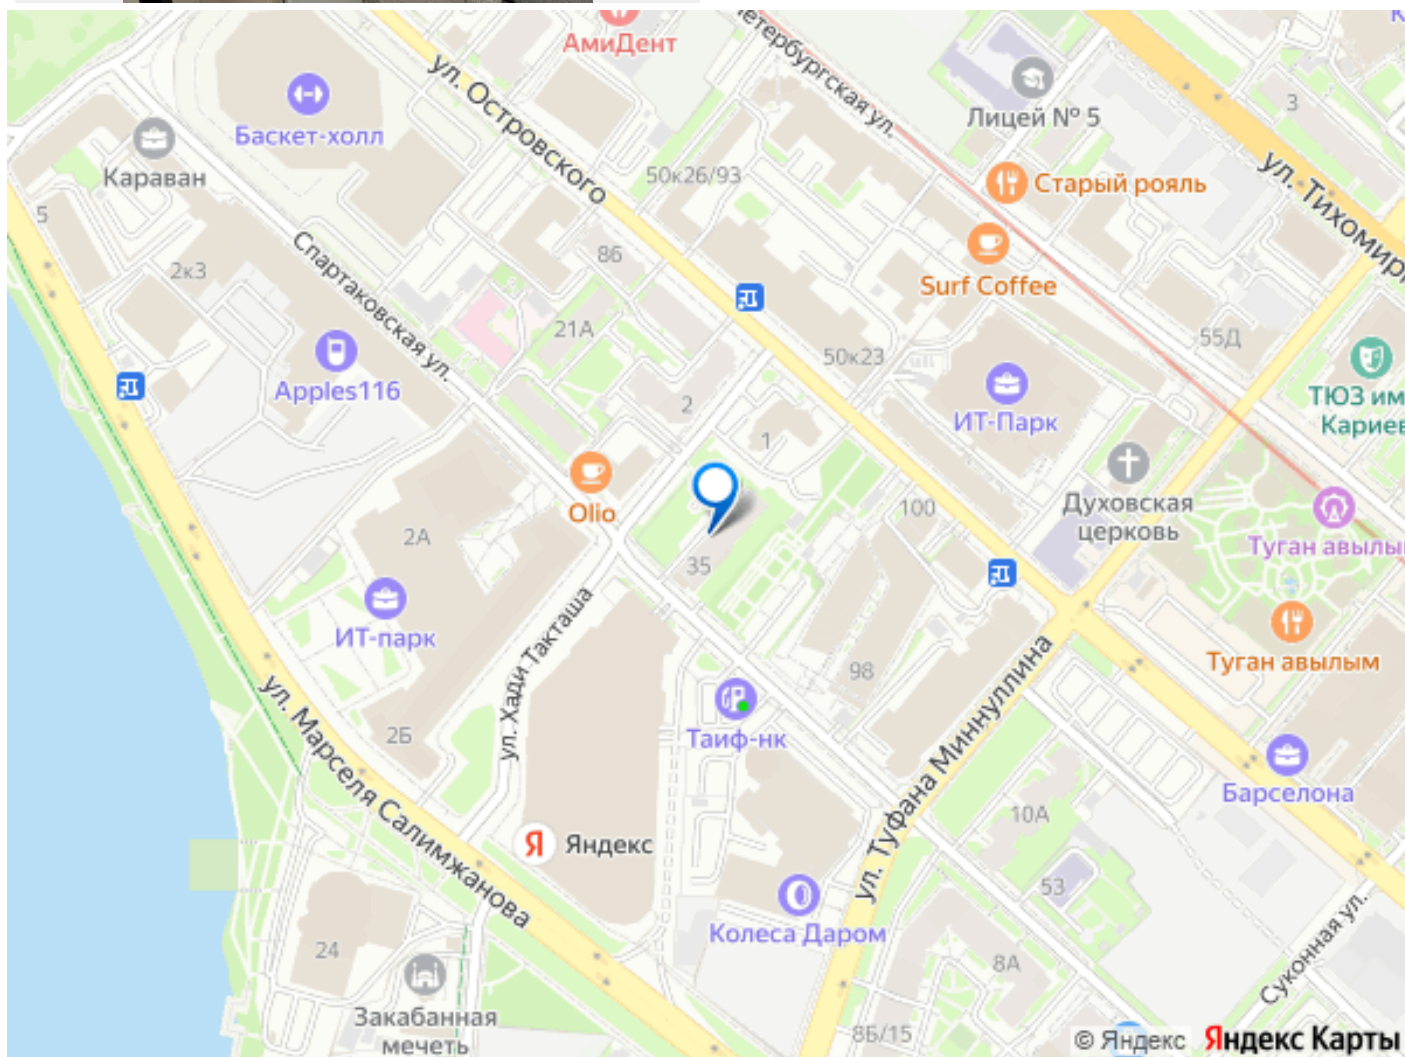 АмиДент
етербургская ул.
ул. Островского
Лицей № 5
3
Баскет-холл
Караван
50к26/93
Старый рояль
ул. Тихомир
5
2к3
Спартаковская ул.
86
Surf Coffee
21А
50к23
55Д
Apples116
2
1
ИТ-Парк
ТЮЗ им
Кариев
Olio
Духовская
церковь
100
2А
35
Туган авылы
ИТ-парк
ул. Хади Такташа
Туган авылым
98
2Б
ул. Марселя Салимжанова
Таиф-нк
ул. Туфана Миннуллина
Барселона
10А
Я Яндекс
53
Колеса Даром
24
8А
Суконная ул.
Закабанная
мечеть
8Б/15
© Яндекс Яндекс Карты